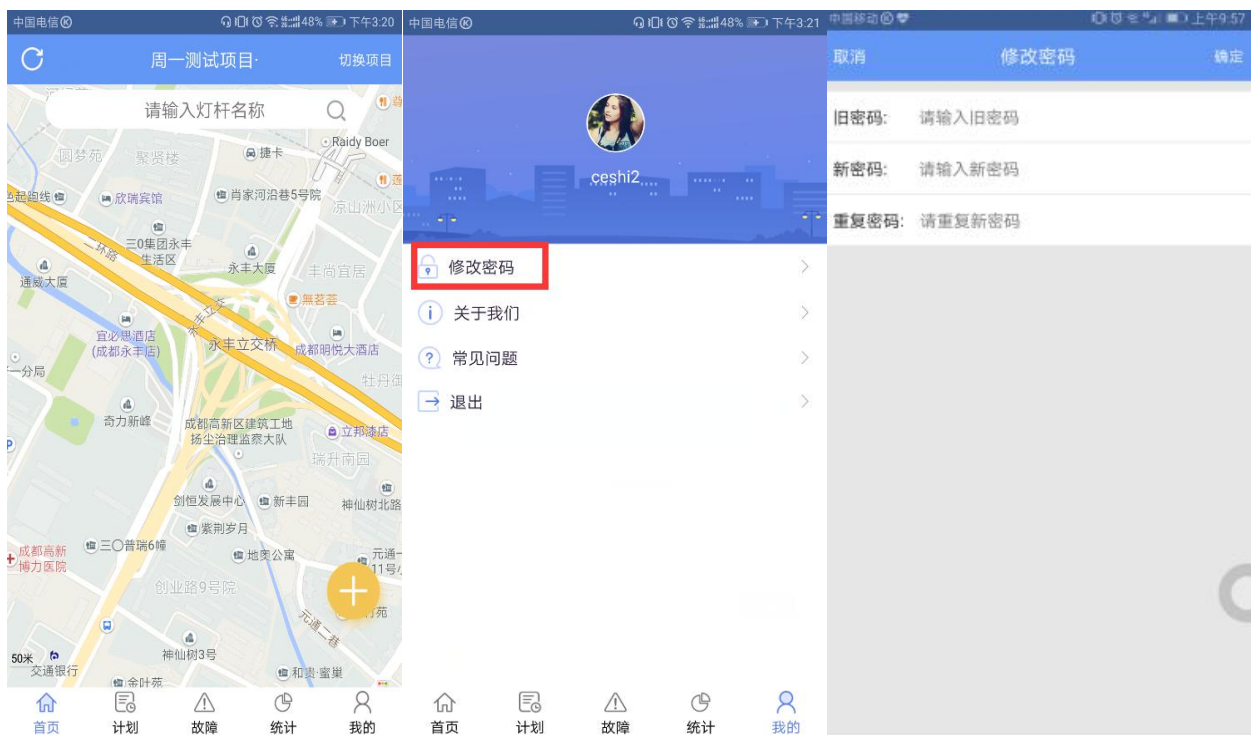 中国电信
48%
下午3:20
周一测试项目·
切换项目
请输入灯杆名称
Raidy Boer
捷卡
圆梦苑
聚贤楼
起跑线
欣瑞宾馆
肖家河沿巷5号院
凉山洲小区
三0集团永丰
生活区
一环路
永丰大厦
丰尚宜居
通威大厦
無茗荟
永丰立交
宜必思酒店
(成都永丰店)
永丰立交桥
成都明悦大酒店
一分局
牡丹御
奇力新峰
成都高新区建筑工地
扬尘治理监察大队
立邦漆店
瑞升南园
剑恒发展中心
新丰园
神仙树北路
紫荆岁月
三〇普瑞6幢
成都高新
博力医院
地奥公寓
元通一
11号
创业路9号院
竹苑
元通二巷
神仙树3号
50米
交通银行
和贵·蜜巢
金叶苑
首页
计划
故障
统计
我的
中国电信
48%
下午3:21
ceshi2
修改密码
关于我们
常见问题
退出
首页
计划
故障
统计
我的
中国移动
上午9:57
取消
修改密码
确定
旧密码:
请输入旧密码
新密码:
请输入新密码
重复密码:
请重复新密码